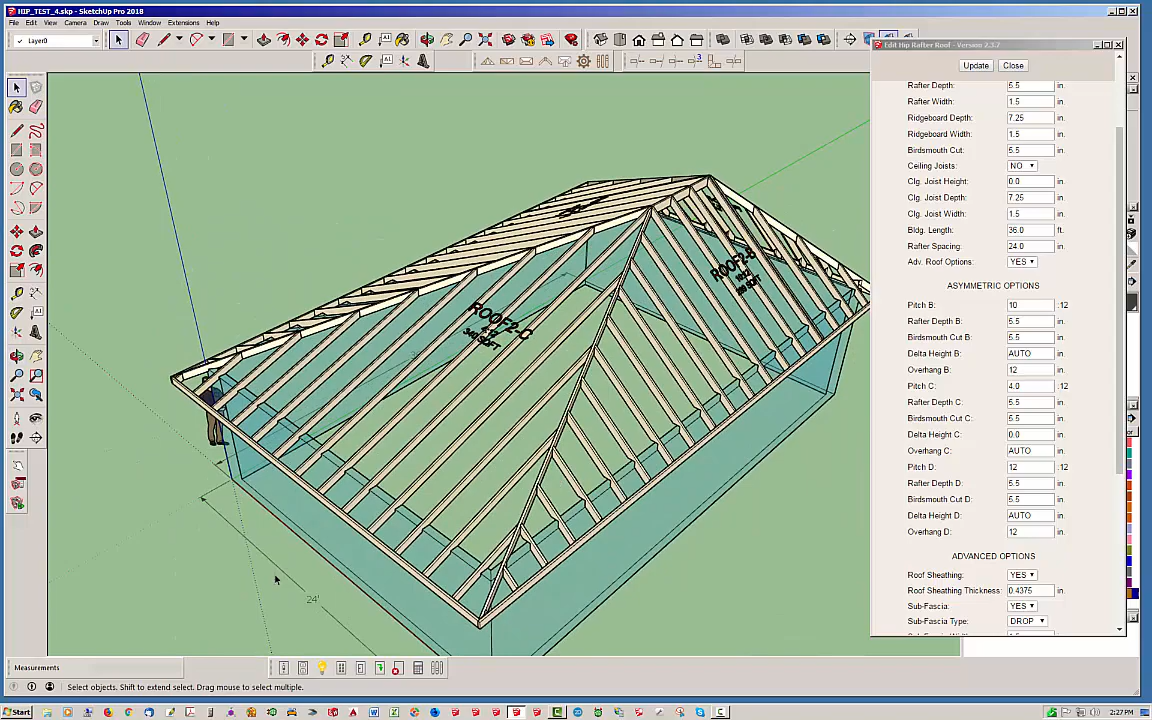 HIP_TEST_4.skp - SketchUp Pro 2018
File Edit View Camera Draw Tools Window Extensions Help
Layer0
Edit Hip Rafter Roof - Version 2.3.7
Update Close
Rafter Depth: 5.5 in.
Rafter Width: 1.5 in.
Ridgeboard Depth: 7.25 in.
Ridgeboard Width: 1.5 in.
Birdsmouth Cut: 5.5 in.
Ceiling Joists: NO
Clg. Joist Height: 0.0 in.
Clg. Joist Depth: 7.25 in.
Clg. Joist Width: 1.5 in.
Bldg. Length: 36.0 ft.
Rafter Spacing: 24.0 in.
Adv. Roof Options: YES
ASYMMETRIC OPTIONS
Pitch B: 10 :12
Rafter Depth B: 5.5 in.
Birdsmouth Cut B: 5.5 in.
Delta Height B: AUTO in.
Overhang B: 12 in.
Pitch C: 4.0 :12
Rafter Depth C: 5.5 in.
Birdsmouth Cut C: 5.5 in.
Delta Height C: 0.0 in.
Overhang C: AUTO in.
Pitch D: 12 :12
Rafter Depth D: 5.5 in.
Birdsmouth Cut D: 5.5 in.
Delta Height D: AUTO in.
Overhang D: 12 in.
ADVANCED OPTIONS
Roof Sheathing: YES
Roof Sheathing Thickness: 0.4375 in.
Sub-Fascia: YES
Sub-Fascia Type: DROP
ROOF2-B
ROOF2-C
4:12
24'
Measurements
Select objects. Shift to extend select. Drag mouse to select multiple.
Start
2:27PM